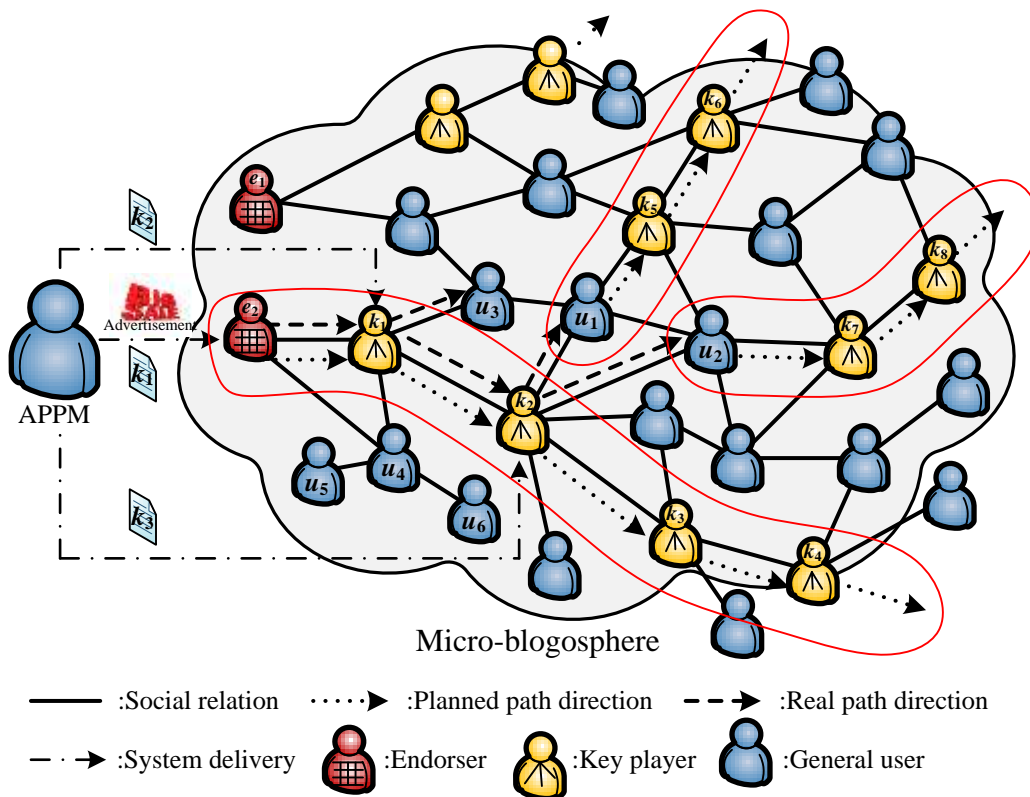 k6
e1
k2
k5
k8
BIG
SALE
Advertisement
e2
k1
u3
u1
u2
k7
k1
APPM
k2
u5
u4
u6
k3
k3
k4
Micro-blogosphere
:Social relation
:Planned path direction
:Real path direction
:System delivery
:Endorser
:Key player
:General user